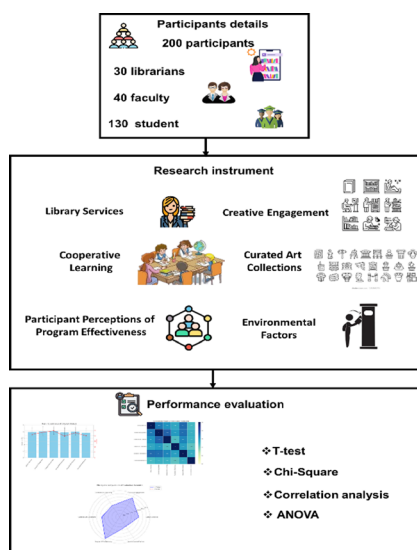 Participants details
200 participants
30 librarians
40 faculty
130 student
Research instrument
Library Services
Creative Engagement
Cooperative
Learning
Curated Art
Collections
Participant Perceptions of
Program Effectiveness
Environmental
Factors
Performance evaluation
❖T-test
❖Chi-Square
❖Correlation analysis
❖ANOVA